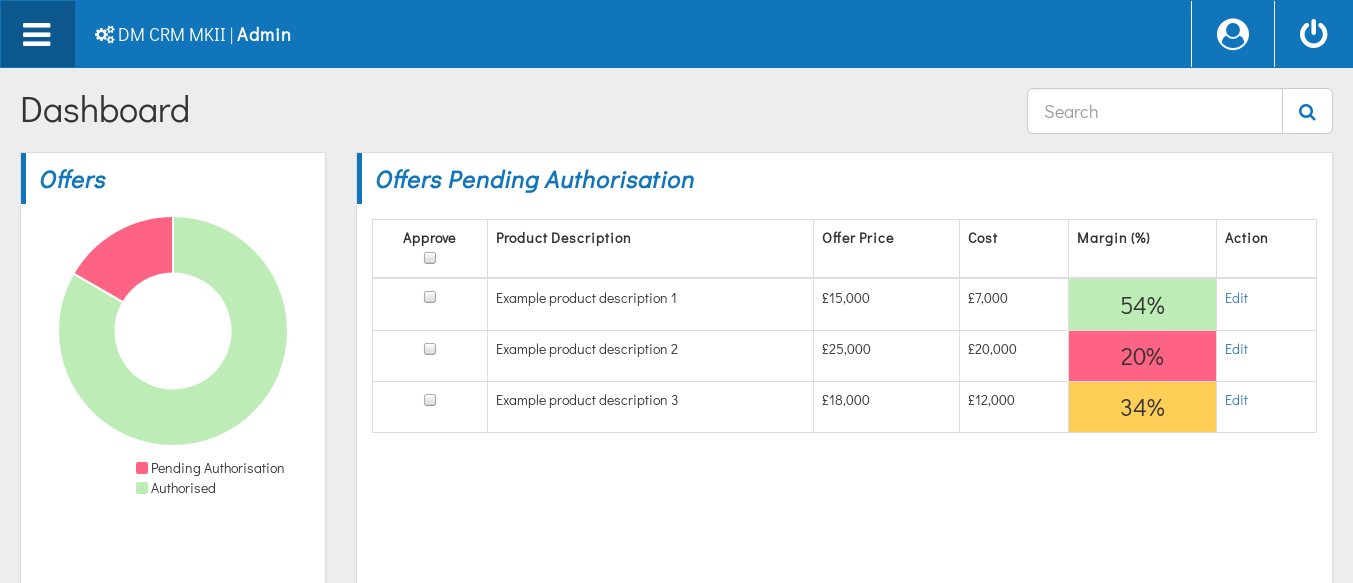 DM CRM MKII | Admin
Dashboard
Search
Offers
Pending Authorisation
Authorised
Offers Pending Authorisation
Approve Product Description Offer Price Cost Margin (%) Action
Example product description 1 £15,000 £7,000 54% Edit
Example product description 2 £25,000 £20,000 20% Edit
Example product description 3 £18,000 £12,000 34% Edit